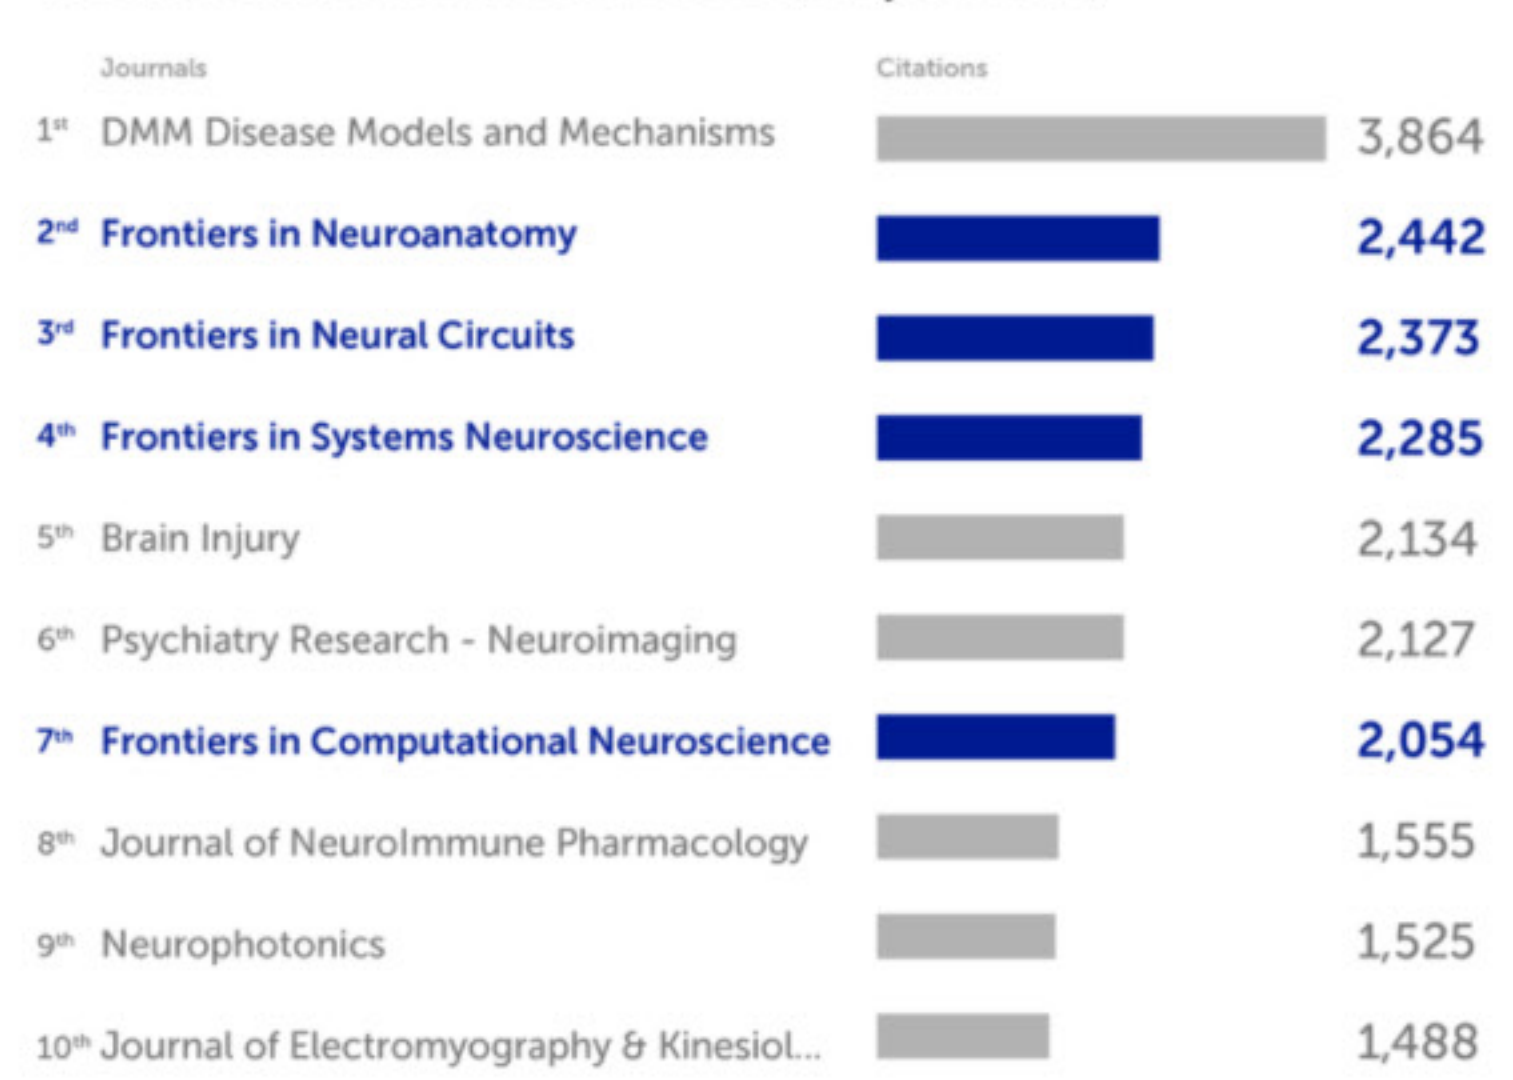 Journals Citations
1st DMM Disease Models and Mechanisms 3,864
2nd Frontiers in Neuroanatomy 2,442
3rd Frontiers in Neural Circuits 2,373
4th Frontiers in Systems Neuroscience 2,285
5th Brain Injury 2,134
6th Psychiatry Research - Neuroimaging 2,127
7th Frontiers in Computational Neuroscience 2,054
8th Journal of NeuroImmune Pharmacology 1,555
9th Neurophotonics 1,525
10th Journal of Electromyography & Kinesiol... 1,488